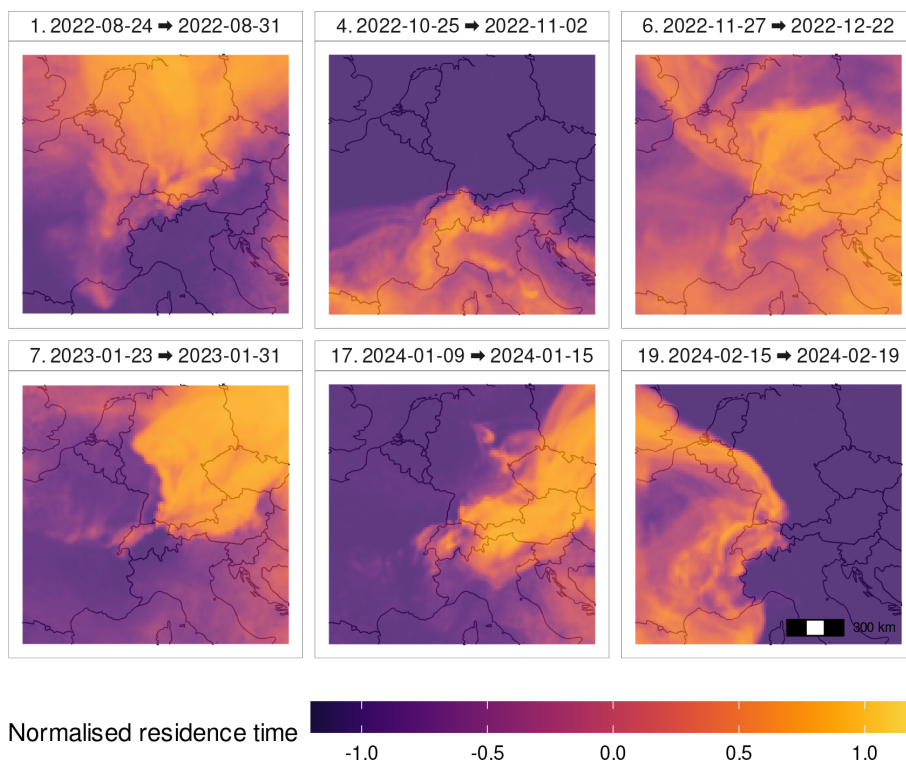 1. 2022-08-24 ➡ 2022-08-31
4. 2022-10-25 ➡ 2022-11-02
6. 2022-11-27 ➡ 2022-12-22
7. 2023-01-23 ➡ 2023-01-31
17. 2024-01-09 ➡ 2024-01-15
19. 2024-02-15 ➡ 2024-02-19
300 km
Normalised residence time
-1.0 -0.5 0.0 0.5 1.0